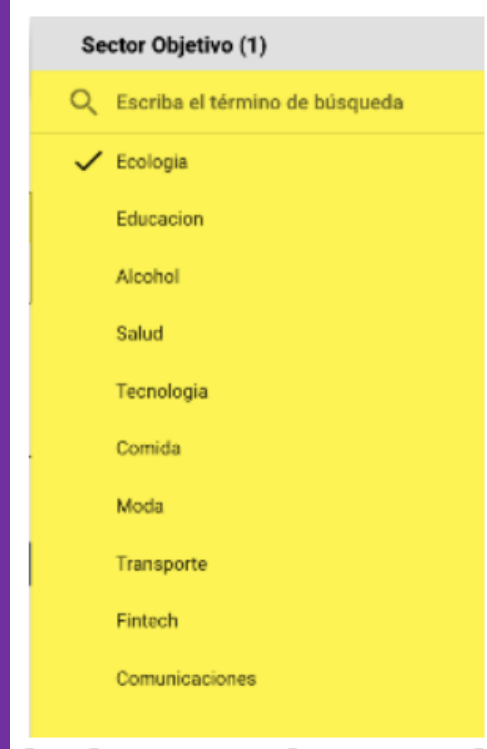 Sector Objetivo (1)
Escriba el término de búsqueda
Ecologia
Educacion
Alcohol
Salud
Tecnologia
Comida
Moda
Transporte
Fintech
Comunicaciones